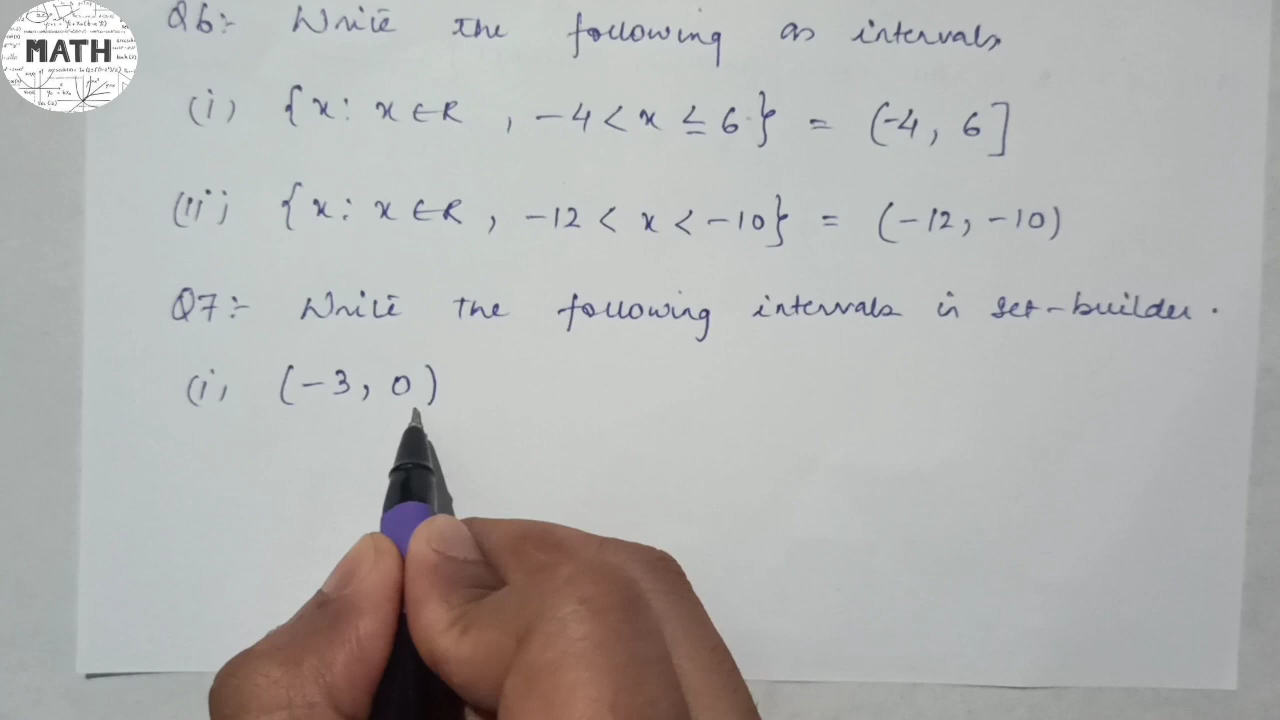 MATH
Q6:- Write the following as intervals
(i) {x: x ∈ R , -4 < x ≤ 6} = (-4, 6]
(ii) {x: x ∈ R , -12 < x < -10} = (-12, -10)
Q7:- Write the following intervals in set-builder.
(i) (-3, 0)